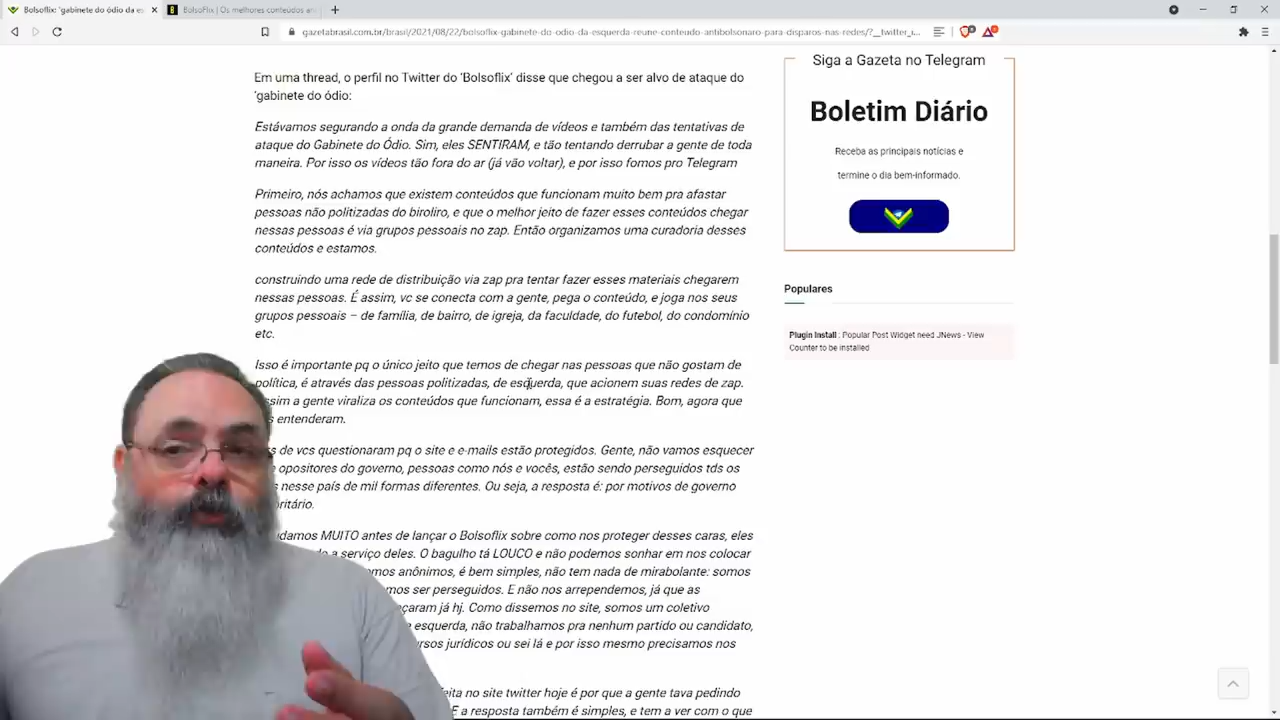 Bolsoflix: 'gabinete do ódio da es
BolsoFlix | Os melhores conteúdos an
gazetabrasil.com.br/brasil/2021/08/22/bolsoflix-gabinete-do-odio-da-esquerda-reune-conteudo-antibolsonaro-para-disparos-nas-redes/?__twitter_i...
Em uma thread, o perfil no Twitter do 'Bolsoflix' disse que chegou a ser alvo de ataque do
'gabinete do ódio:
Estávamos segurando a onda da grande demanda de vídeos e também das tentativas de
ataque do Gabinete do Ódio. Sim, eles SENTIRAM, e tão tentando derrubar a gente de toda
maneira. Por isso os vídeos tão fora do ar (já vão voltar), e por isso fomos pro Telegram
Primeiro, nós achamos que existem conteúdos que funcionam muito bem pra afastar
pessoas não politizadas do biroliro, e que o melhor jeito de fazer esses conteúdos chegar
nessas pessoas é via grupos pessoais no zap. Então organizamos uma curadoria desses
conteúdos e estamos.
construindo uma rede de distribuição via zap pra tentar fazer esses materiais chegarem
nessas pessoas. É assim, vc se conecta com a gente, pega o conteúdo, e joga nos seus
grupos pessoais – de família, de bairro, de igreja, da faculdade, do futebol, do condomínio
etc.
Isso é importante pq o único jeito que temos de chegar nas pessoas que não gostam de
política, é através das pessoas politizadas, de esquerda, que acionem suas redes de zap.
sim a gente viraliza os conteúdos que funcionam, essa é a estratégia. Bom, agora que
s entenderam.
s de vcs questionaram pq o site e e-mails estão protegidos. Gente, não vamos esquecer
opositores do governo, pessoas como nós e vocês, estão sendo perseguidos tds os
nesse país de mil formas diferentes. Ou seja, a resposta é: por motivos de governo
ritário.
udamos MUITO antes de lançar o Bolsoflix sobre como nos proteger desses caras, eles
a serviço deles. O bagulho tá LOUCO e não podemos sonhar em nos colocar
mos anônimos, é bem simples, não tem nada de mirabolante: somos
mos ser perseguidos. E não nos arrependemos, já que as
çaram já hj. Como dissemos no site, somos um coletivo
esquerda, não trabalhamos pra nenhum partido ou candidato,
ursos jurídicos ou sei lá e por isso mesmo precisamos nos
eita no site twitter hoje é por que a gente tava pedindo
E a resposta também é simples, e tem a ver com o que
Siga a Gazeta no Telegram
Boletim Diário
Receba as principais notícias e
termine o dia bem-informado.
Populares
Plugin Install : Popular Post Widget need JNews - View
Counter to be installed